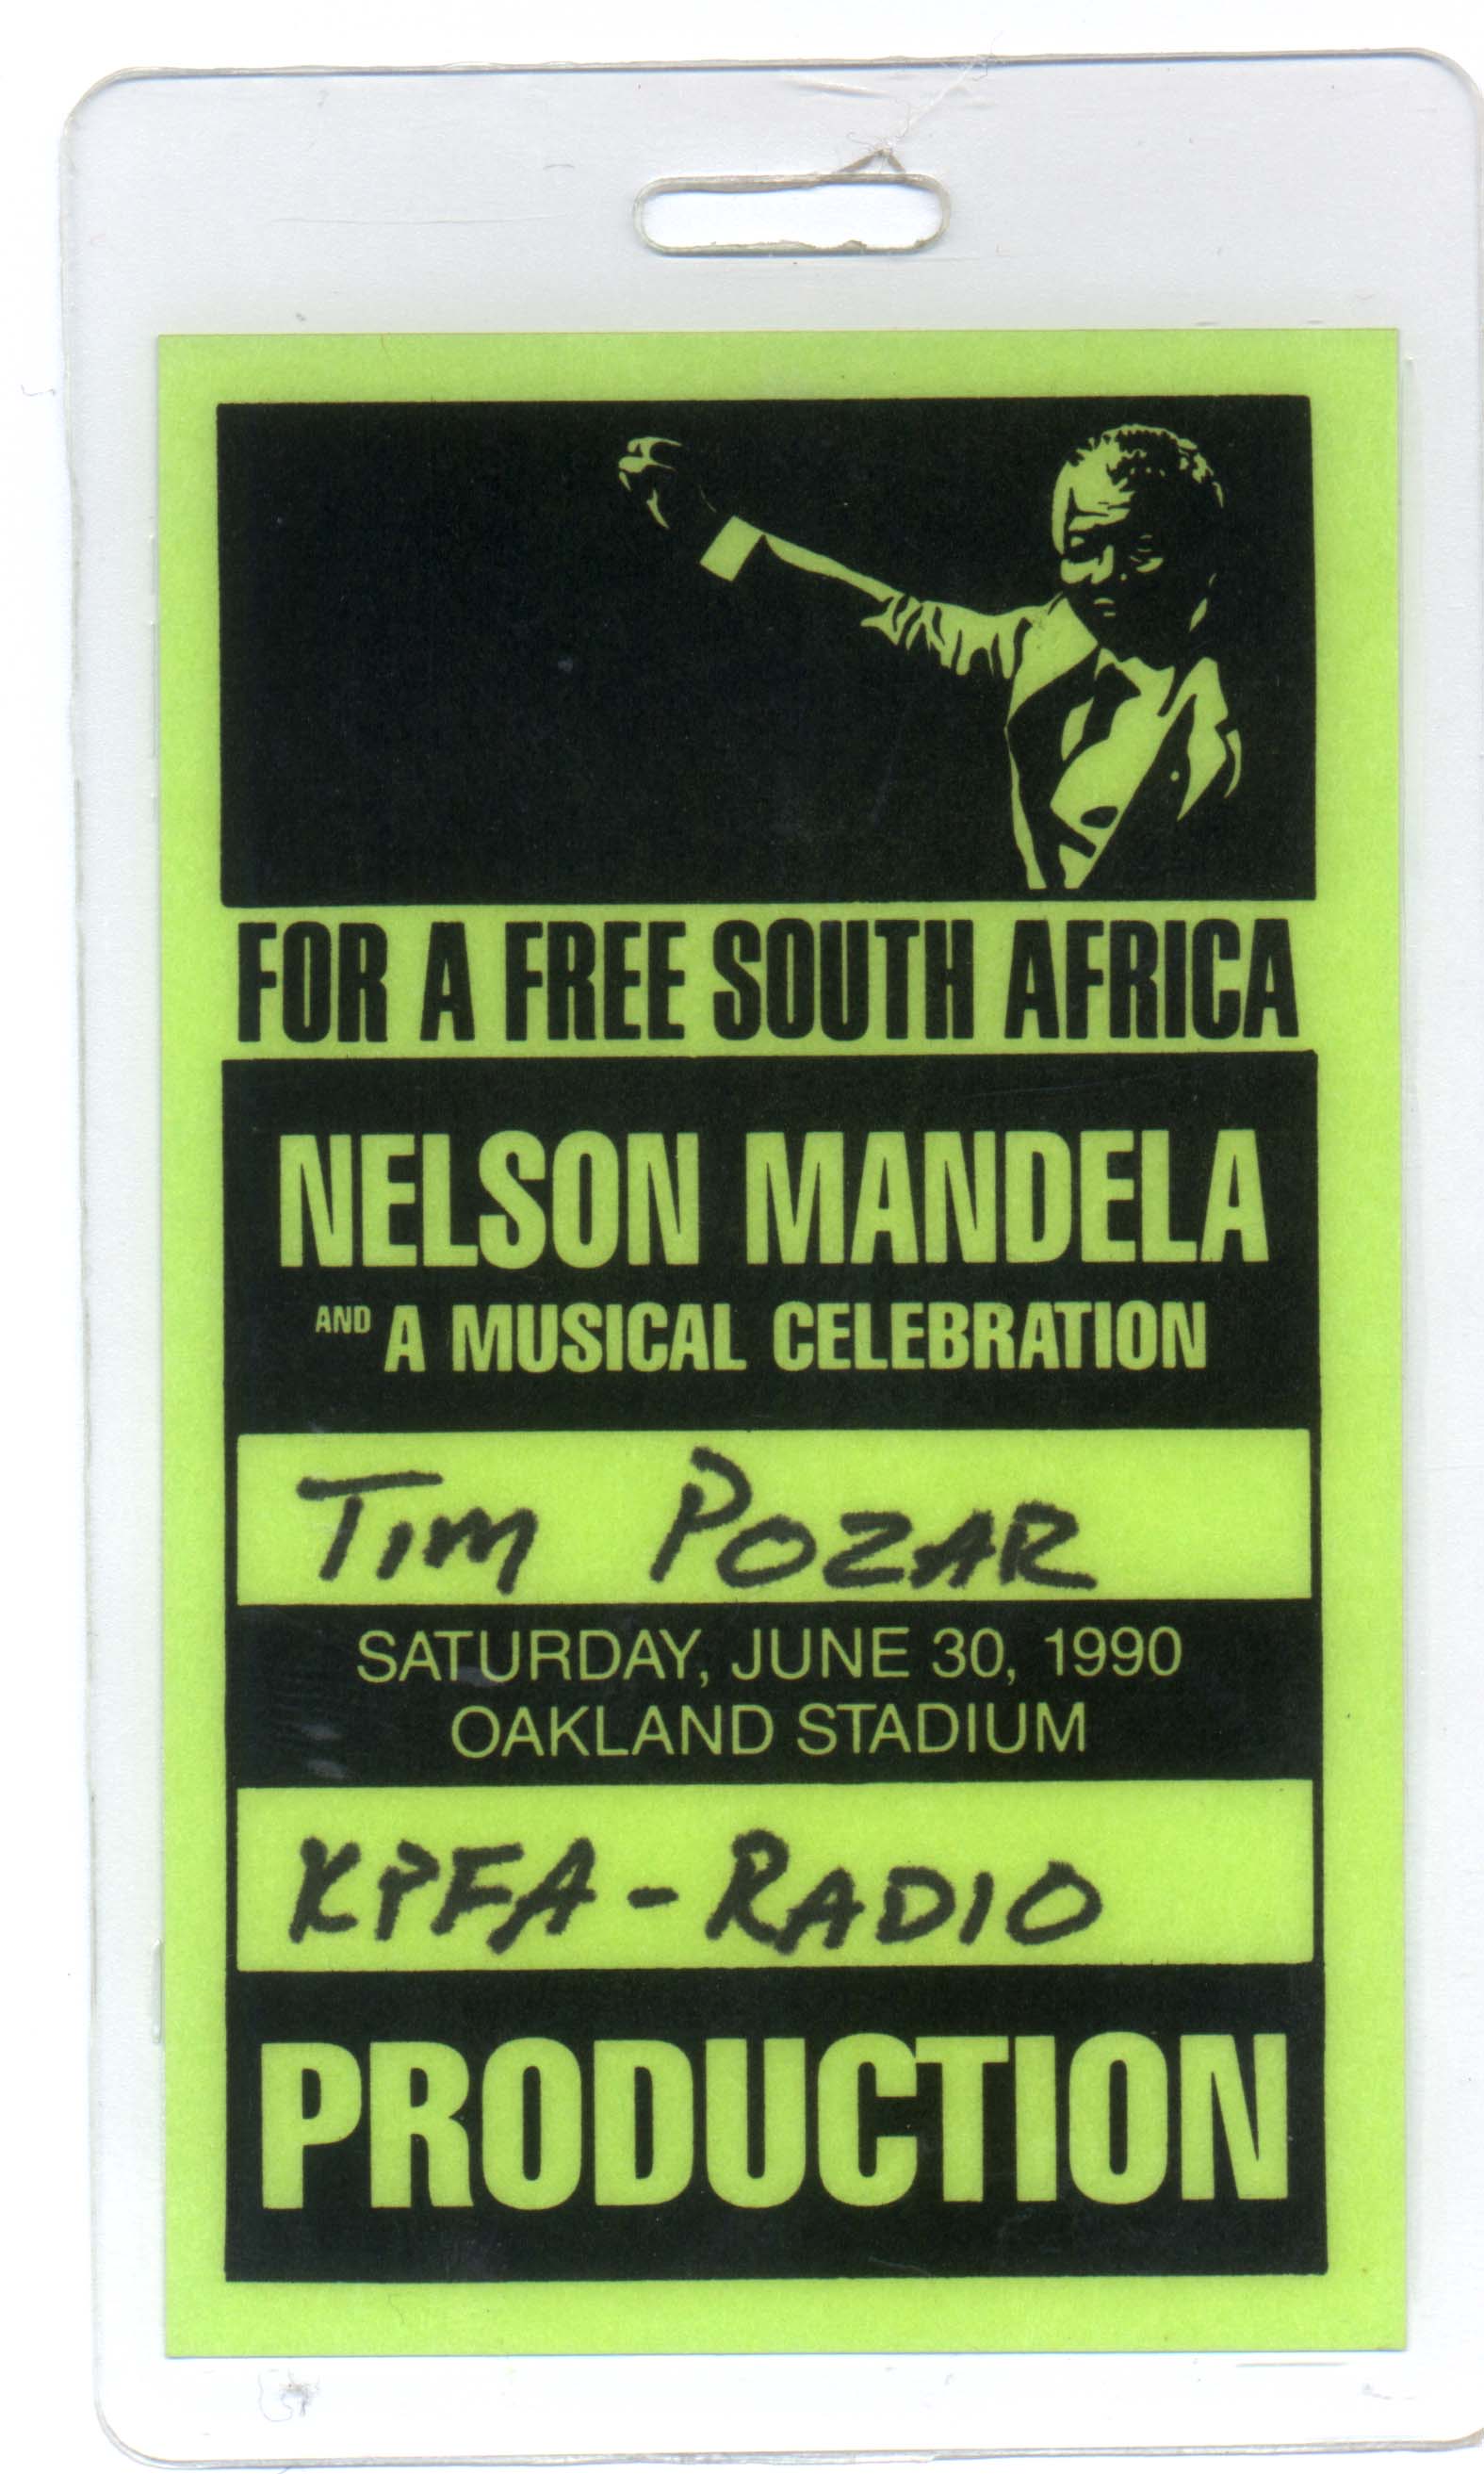 FOR A FREE SOUTH AFRICA
NELSON MANDELA
AND A MUSICAL CELEBRATION
TIM POZAR
SATURDAY, JUNE 30, 1990
OAKLAND STADIUM
KPFA - RADIO
PRODUCTION